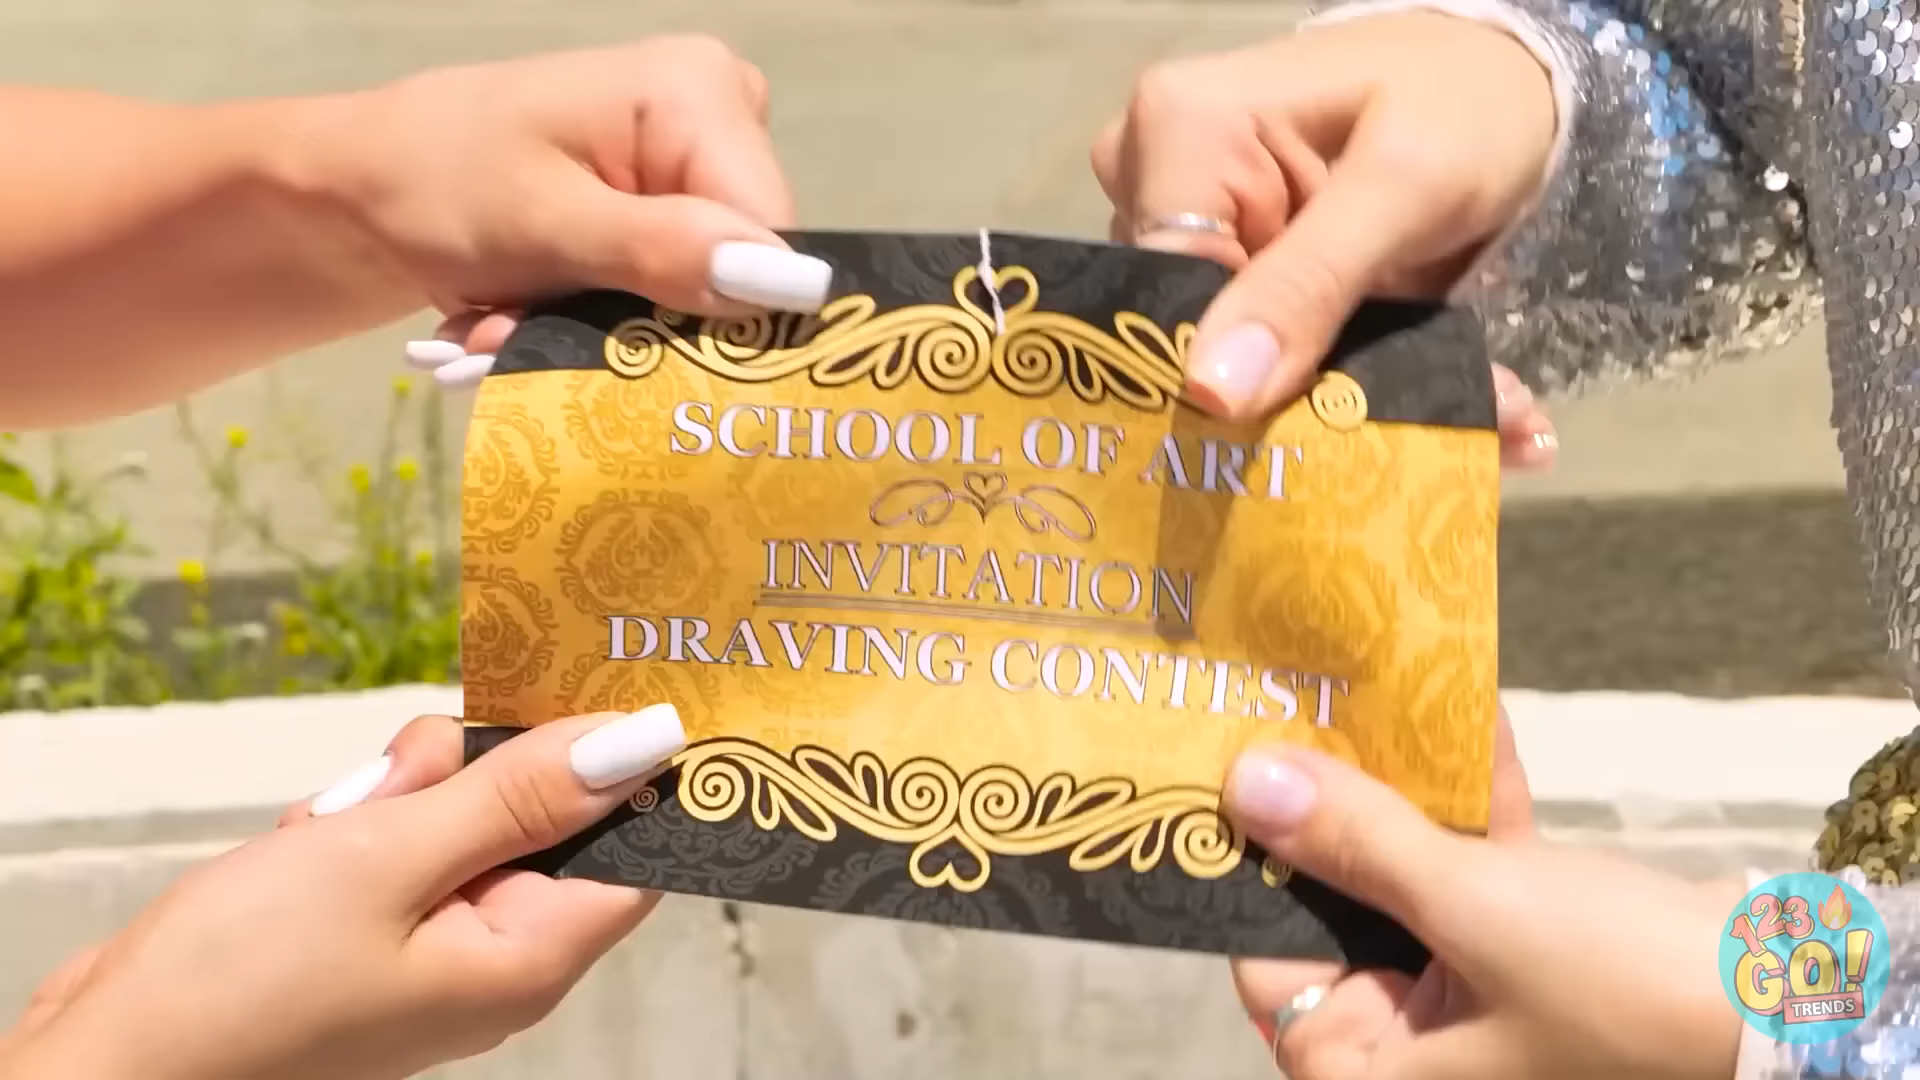 SCHOOL OF ART
INVITATION
DRAVING CONTEST
123
GO!
TRENDS